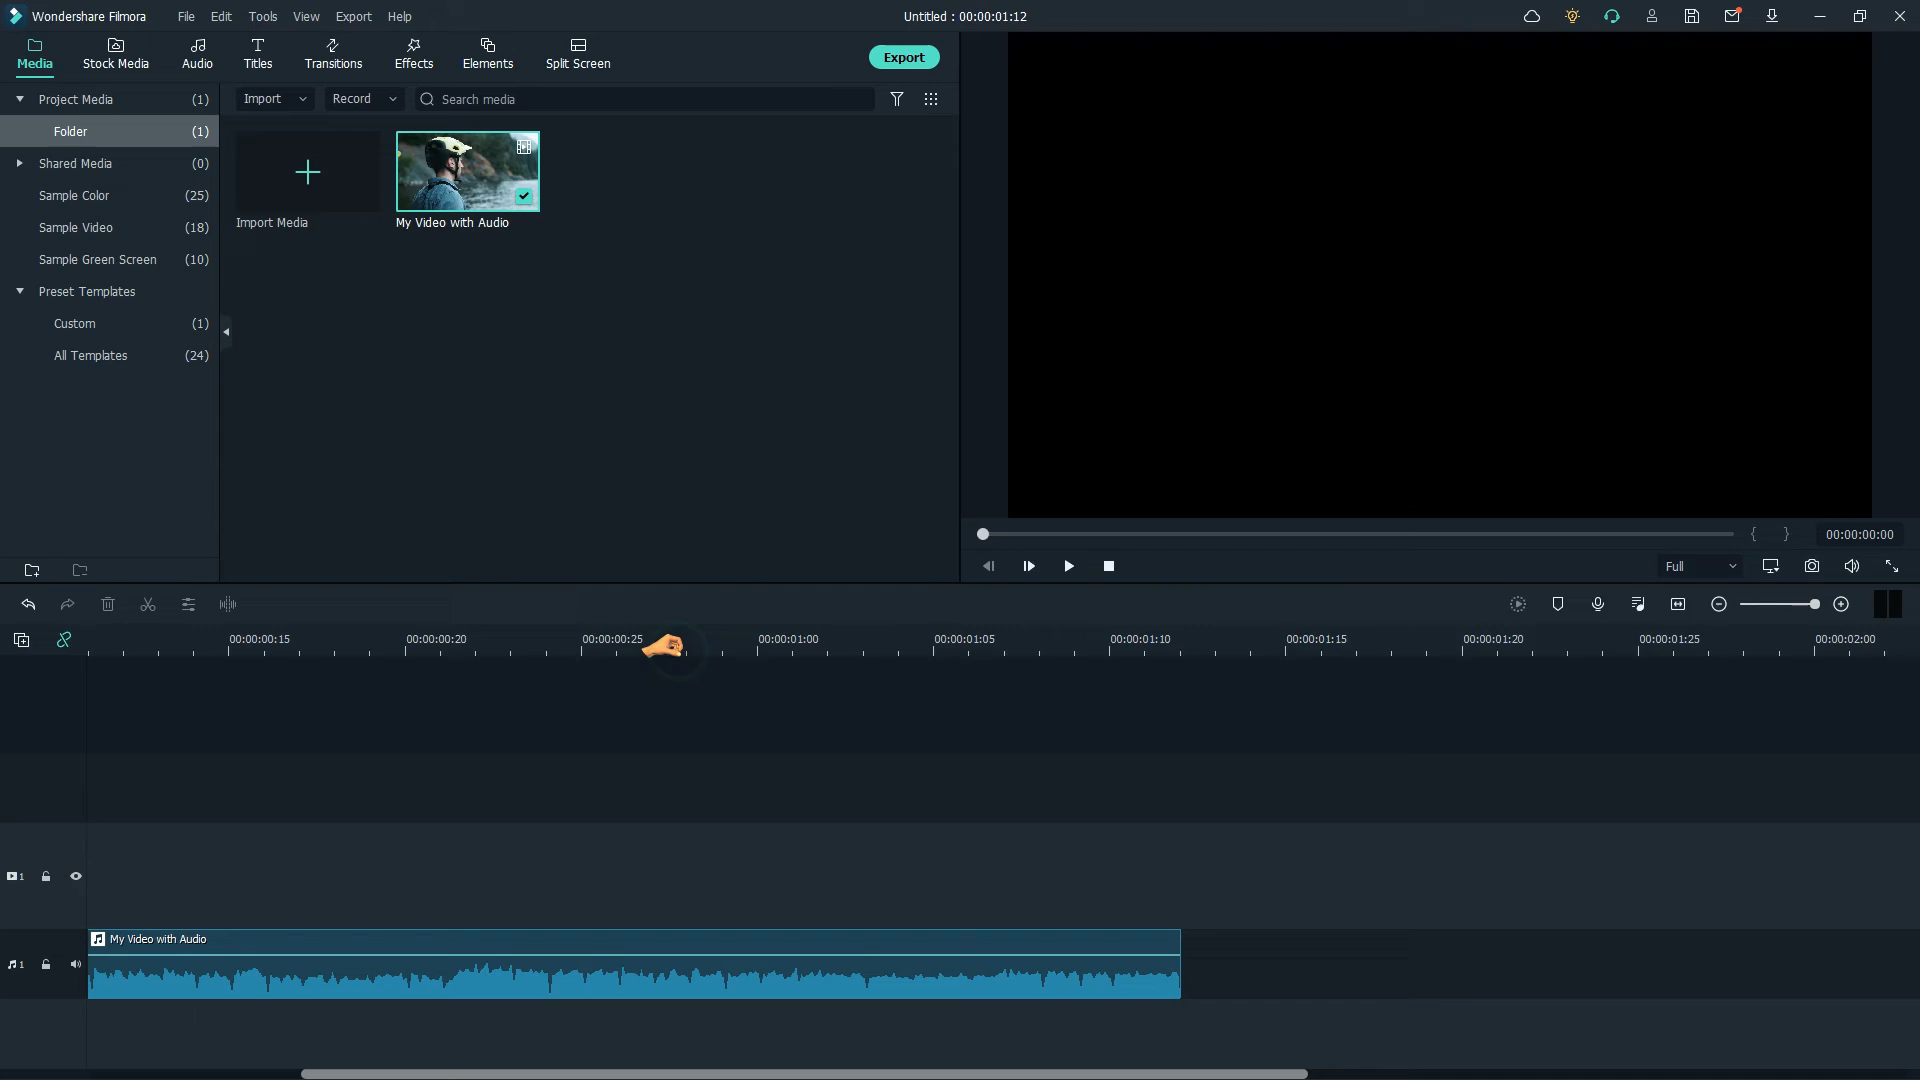 Wondershare Filmora File Edit Tools View Export Help Untitled : 00:00:01:12
Media Stock Media Audio Titles Transitions Effects Elements Split Screen Export
Project Media (1)
Folder (1)
Shared Media (0)
Sample Color (25)
Sample Video (18)
Sample Green Screen (10)
Preset Templates
Custom (1)
All Templates (24)
Import Record Search media
Import Media My Video with Audio
{ } 00:00:00:00
Full
00:00:00:15 00:00:00:20 00:00:00:25 00:00:01:00 00:00:01:05 00:00:01:10 00:00:01:15 00:00:01:20 00:00:01:25 00:00:02:00
1
My Video with Audio
1